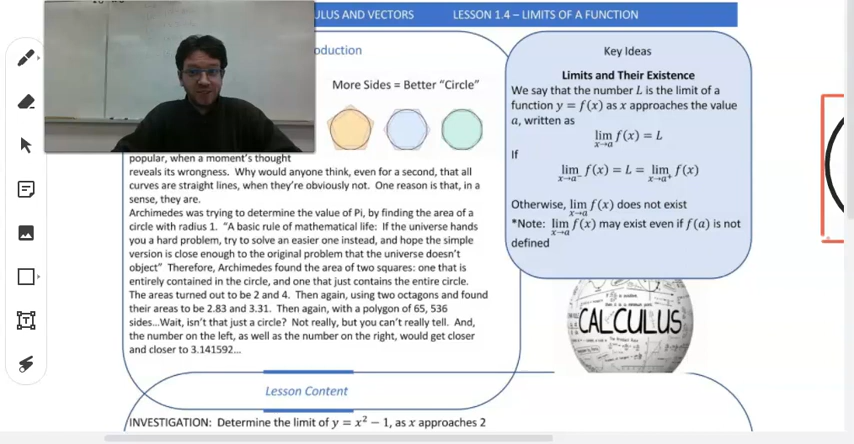 ULUS AND VECTORS LESSON 1.4 – LIMITS OF A FUNCTION
oduction
More Sides = Better “Circle”
popular, when a moment’s thought
reveals its wrongness. Why would anyone think, even for a second, that all
curves are straight lines, when they’re obviously not. One reason is that, in a
sense, they are.
Archimedes was trying to determine the value of Pi, by finding the area of a
circle with radius 1. “A basic rule of mathematical life: If the universe hands
you a hard problem, try to solve an easier one instead, and hope the simple
version is close enough to the original problem that the universe doesn’t
object” Therefore, Archimedes found the area of two squares: one that is
entirely contained in the circle, and one that just contains the entire circle.
The areas turned out to be 2 and 4. Then again, using two octagons and found
their areas to be 2.83 and 3.31. Then again, with a polygon of 65, 536
sides...Wait, isn’t that just a circle? Not really, but you can’t really tell. And,
the number on the left, as well as the number on the right, would get closer
and closer to 3.141592...
Key Ideas
Limits and Their Existence
We say that the number L is the limit of a
function y = f(x) as x approaches the value
a, written as
lim f(x) = L
x→a
If
lim f(x) = L = lim f(x)
x→a⁻ x→a⁺
Otherwise, lim f(x) does not exist
x→a
*Note: lim f(x) may exist even if f(a) is not
x→a
defined
CALCULUS
Lesson Content
INVESTIGATION: Determine the limit of y = x² − 1, as x approaches 2